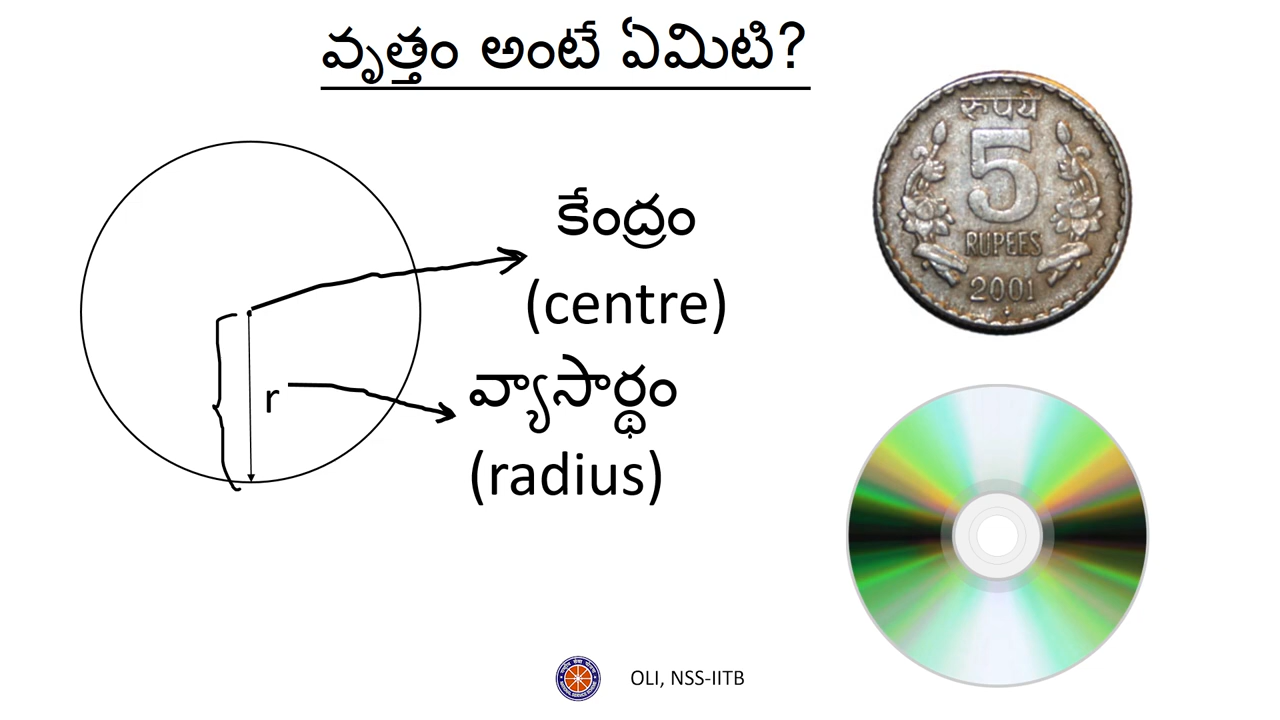 వృత్తం అంటే ఏమిటి?
కేంద్రం
(centre)
r
వ్యాసార్థం
(radius)
रुपये
5
RUPEES
2001
OLI, NSS-IITB